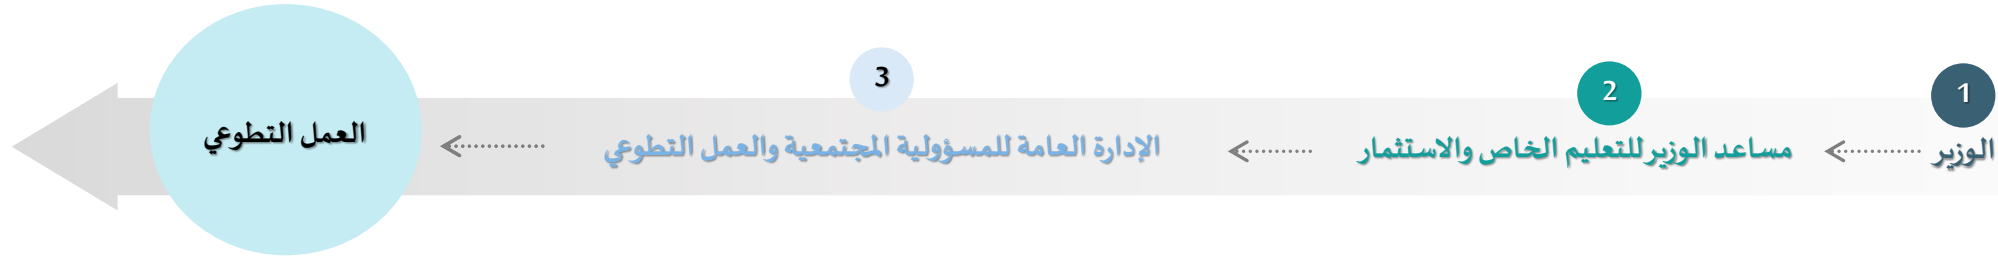 1
الوزير
2
مساعد الوزير للتعليم الخاص والاستثمار
3
الإدارة العامة للمسؤولية المجتمعية والعمل التطوعي
العمل التطوعي